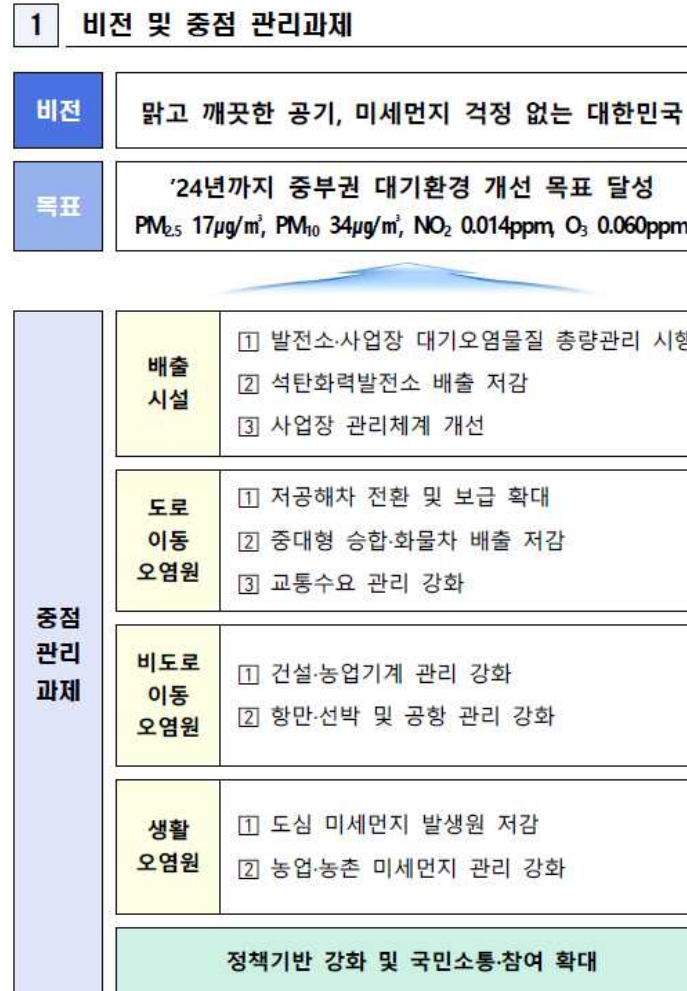 1 비전 및 중점 관리과제
비전
맑고 깨끗한 공기, 미세먼지 걱정 없는 대한민국
목표
’24년까지 중부권 대기환경 개선 목표 달성
PM2.5 17㎍/㎥, PM10 34㎍/㎥, NO2 0.014ppm, O3 0.060ppm
중점
관리
과제
배출
시설
1 발전소·사업장 대기오염물질 총량관리 시행
2 석탄화력발전소 배출 저감
3 사업장 관리체계 개선
도로
이동
오염원
1 저공해차 전환 및 보급 확대
2 중대형 승합·화물차 배출 저감
3 교통수요 관리 강화
비도로
이동
오염원
1 건설·농업기계 관리 강화
2 항만·선박 및 공항 관리 강화
생활
오염원
1 도심 미세먼지 발생원 저감
2 농업·농촌 미세먼지 관리 강화
정책기반 강화 및 국민소통·참여 확대